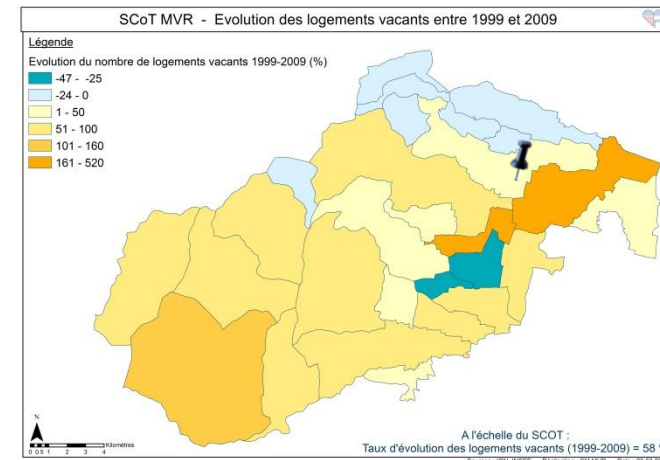 SCoT MVR - Evolution des logements vacants entre 1999 et 2009
Légende
Evolution du nombre de logements vacants 1999-2009 (%)
-47 - -25
-24 - 0
1 - 50
51 - 100
101 - 160
161 - 520
N
0 0.5 1 2 3 4 Kilomètres
A l'échelle du SCOT :
Taux d'évolution des logements vacants (1999-2009) = 58